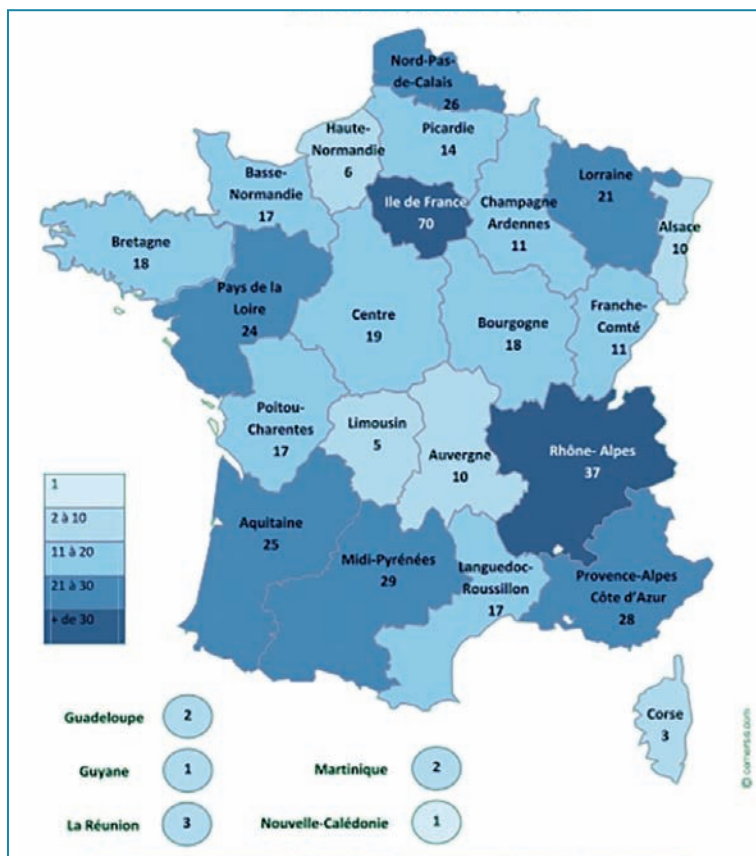 Nord-Pas-
de-Calais
26
Haute-
Normandie
6
Picardie
14
Basse-
Normandie
17
Ile de France
70
Champagne
Ardennes
11
Lorraine
21
Alsace
10
Bretagne
18
Pays de la
Loire
24
Centre
19
Bourgogne
18
Franche-
Comté
11
Poitou-
Charentes
17
Limousin
5
Auvergne
10
Rhône- Alpes
37
Aquitaine
25
Midi-Pyrénées
29
Languedoc-
Roussillon
17
Provence-Alpes
Côte d'Azur
28
Corse
3
1
2 à 10
11 à 20
21 à 30
+ de 30
Guadeloupe 2
Guyane 1
La Réunion 3
Martinique 2
Nouvelle-Calédonie 1
© comersis.com